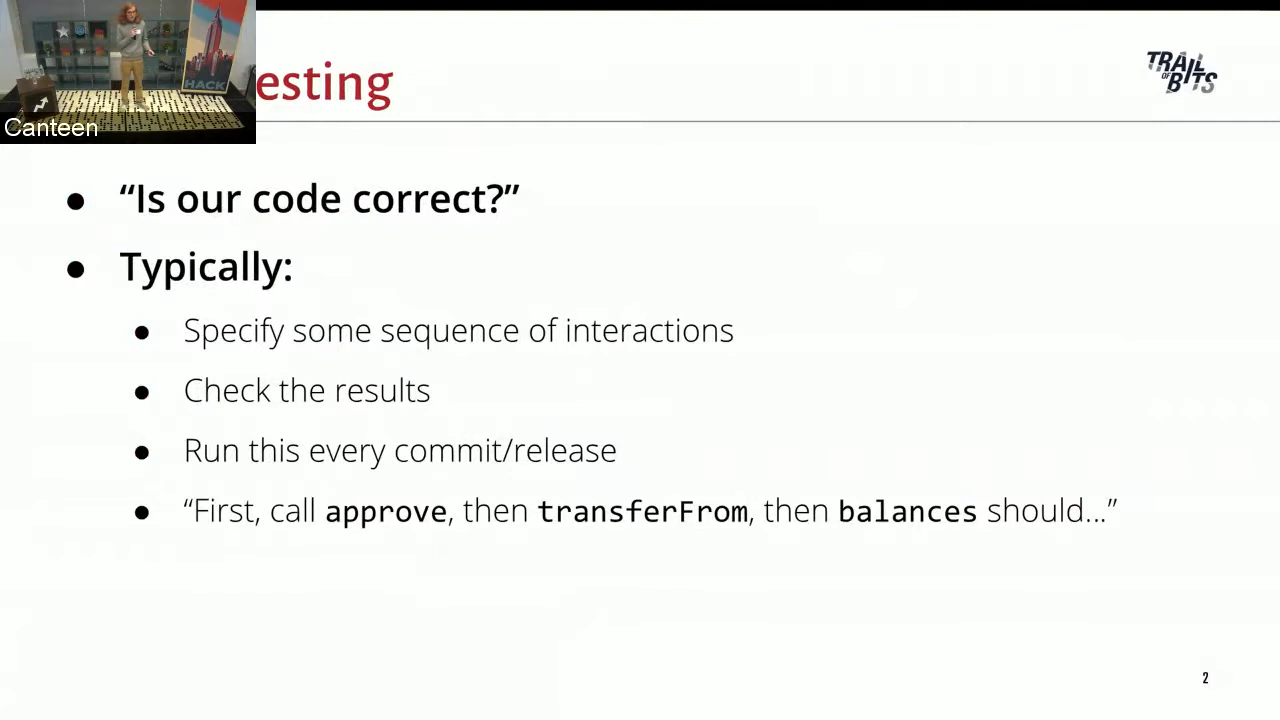 HACK
Canteen
esting
TRAIL
OF
BITS
● “Is our code correct?”
● Typically:
● Specify some sequence of interactions
● Check the results
● Run this every commit/release
● “First, call approve, then transferFrom, then balances should...”
2